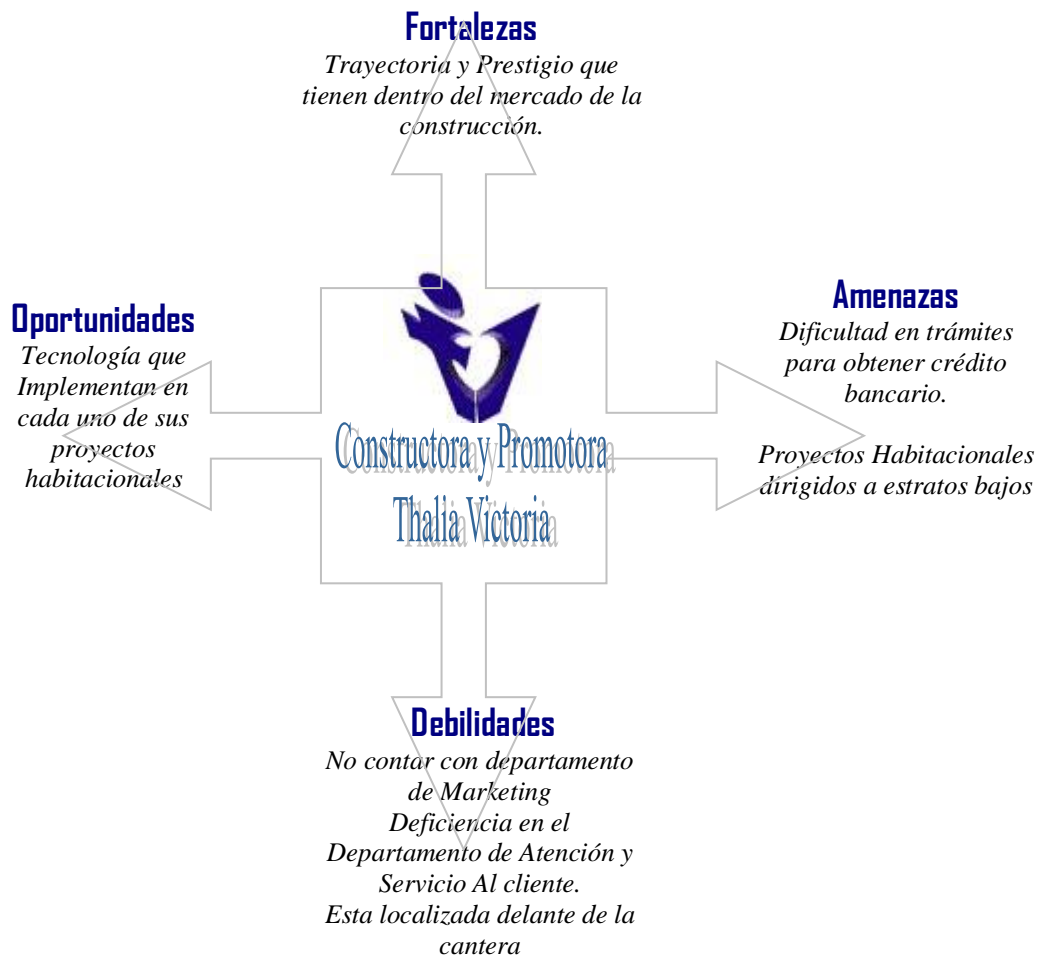 Fortalezas
Trayectoria y Prestigio que
tienen dentro del mercado de la
construcción.
Oportunidades
Tecnología que
Implementan en
cada uno de sus
proyectos
habitacionales
Constructora y Promotora
Thalia Victoria
Amenazas
Dificultad en trámites
para obtener crédito
bancario.
Proyectos Habitacionales
dirigidos a estratos bajos
Debilidades
No contar con departamento
de Marketing
Deficiencia en el
Departamento de Atención y
Servicio Al cliente.
Esta localizada delante de la
cantera